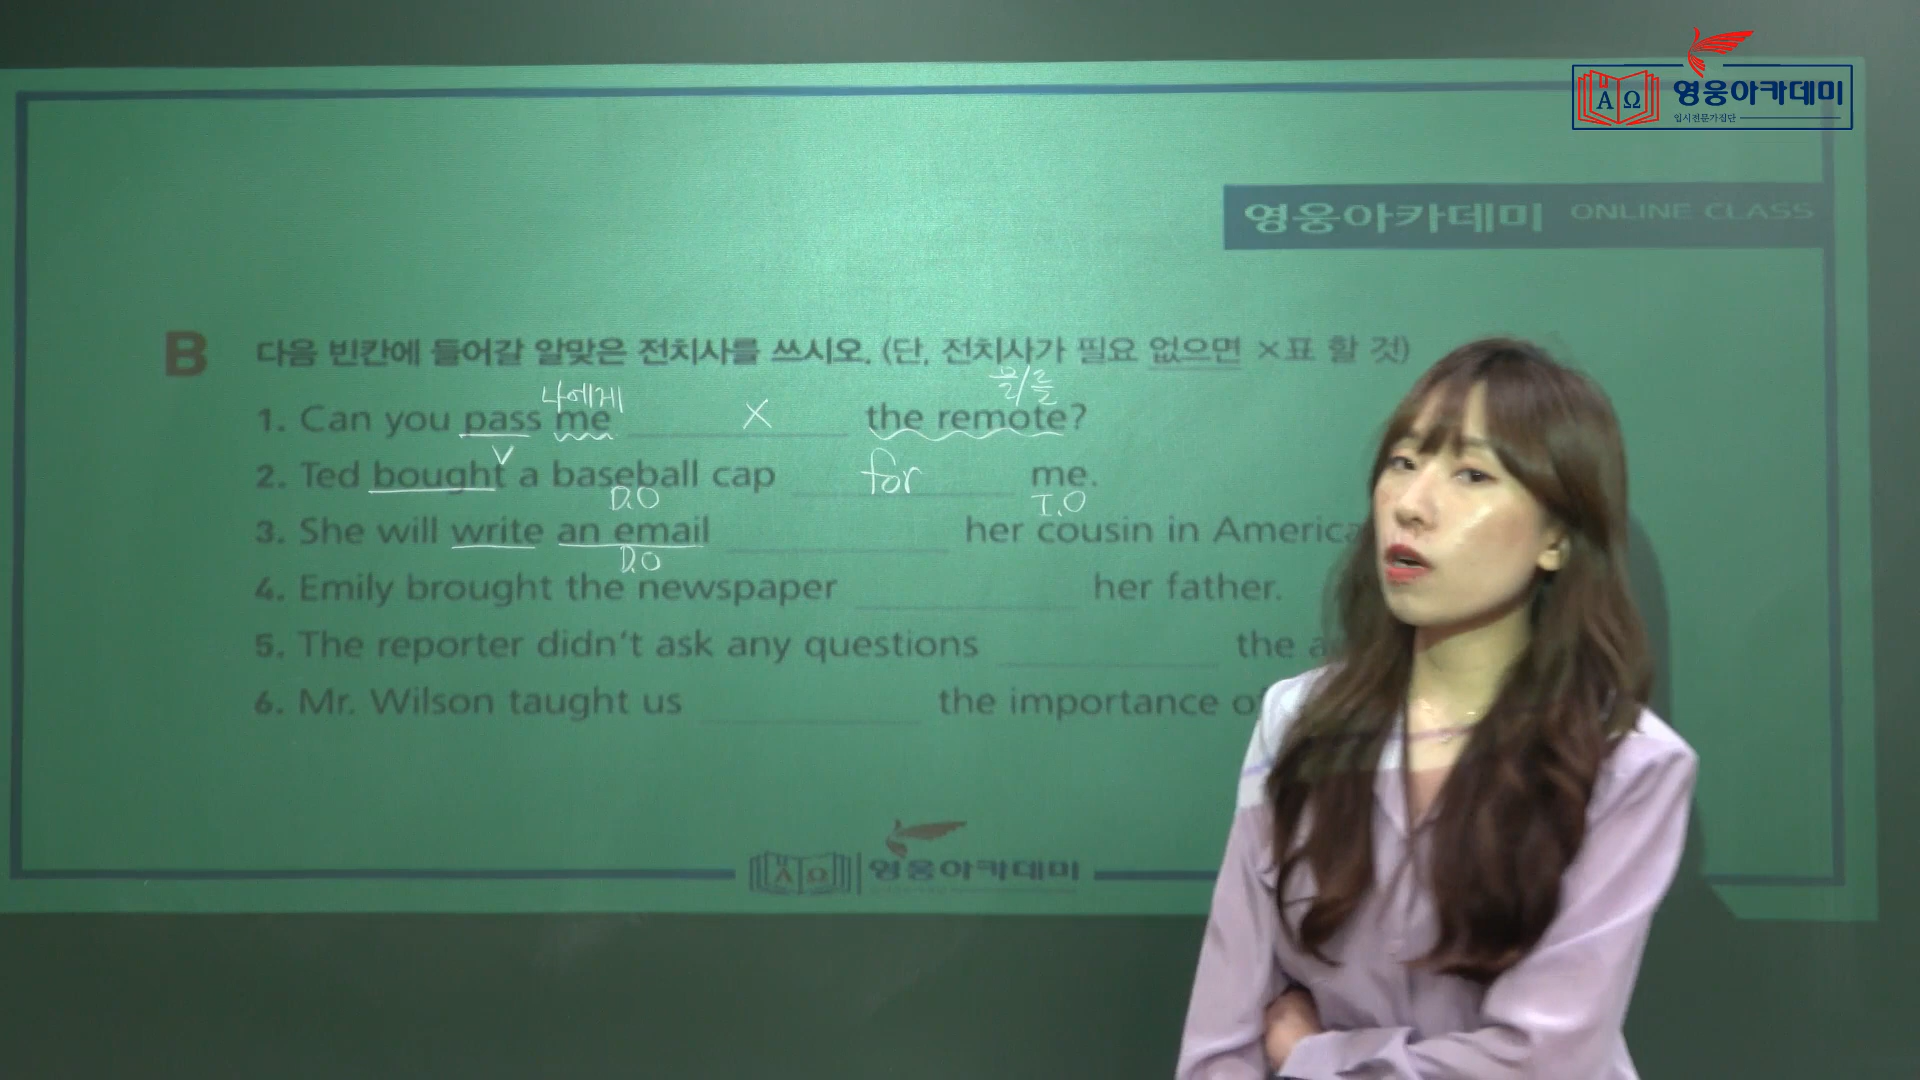 영웅아카데미
입시전문가집단
A Ω
영웅아카데미 ONLINE CLASS
B 다음 빈칸에 들어갈 알맞은 전치사를 쓰시오. (단, 전치사가 필요 없으면 ×표 할 것)
나에게 을/를
1. Can you pass me X the remote?
V
2. Ted bought a baseball cap for me.
D.O I.O
3. She will write an email her cousin in America
D.O
4. Emily brought the newspaper her father.
5. The reporter didn't ask any questions the
6. Mr. Wilson taught us the importance
A Ω 영웅아카데미